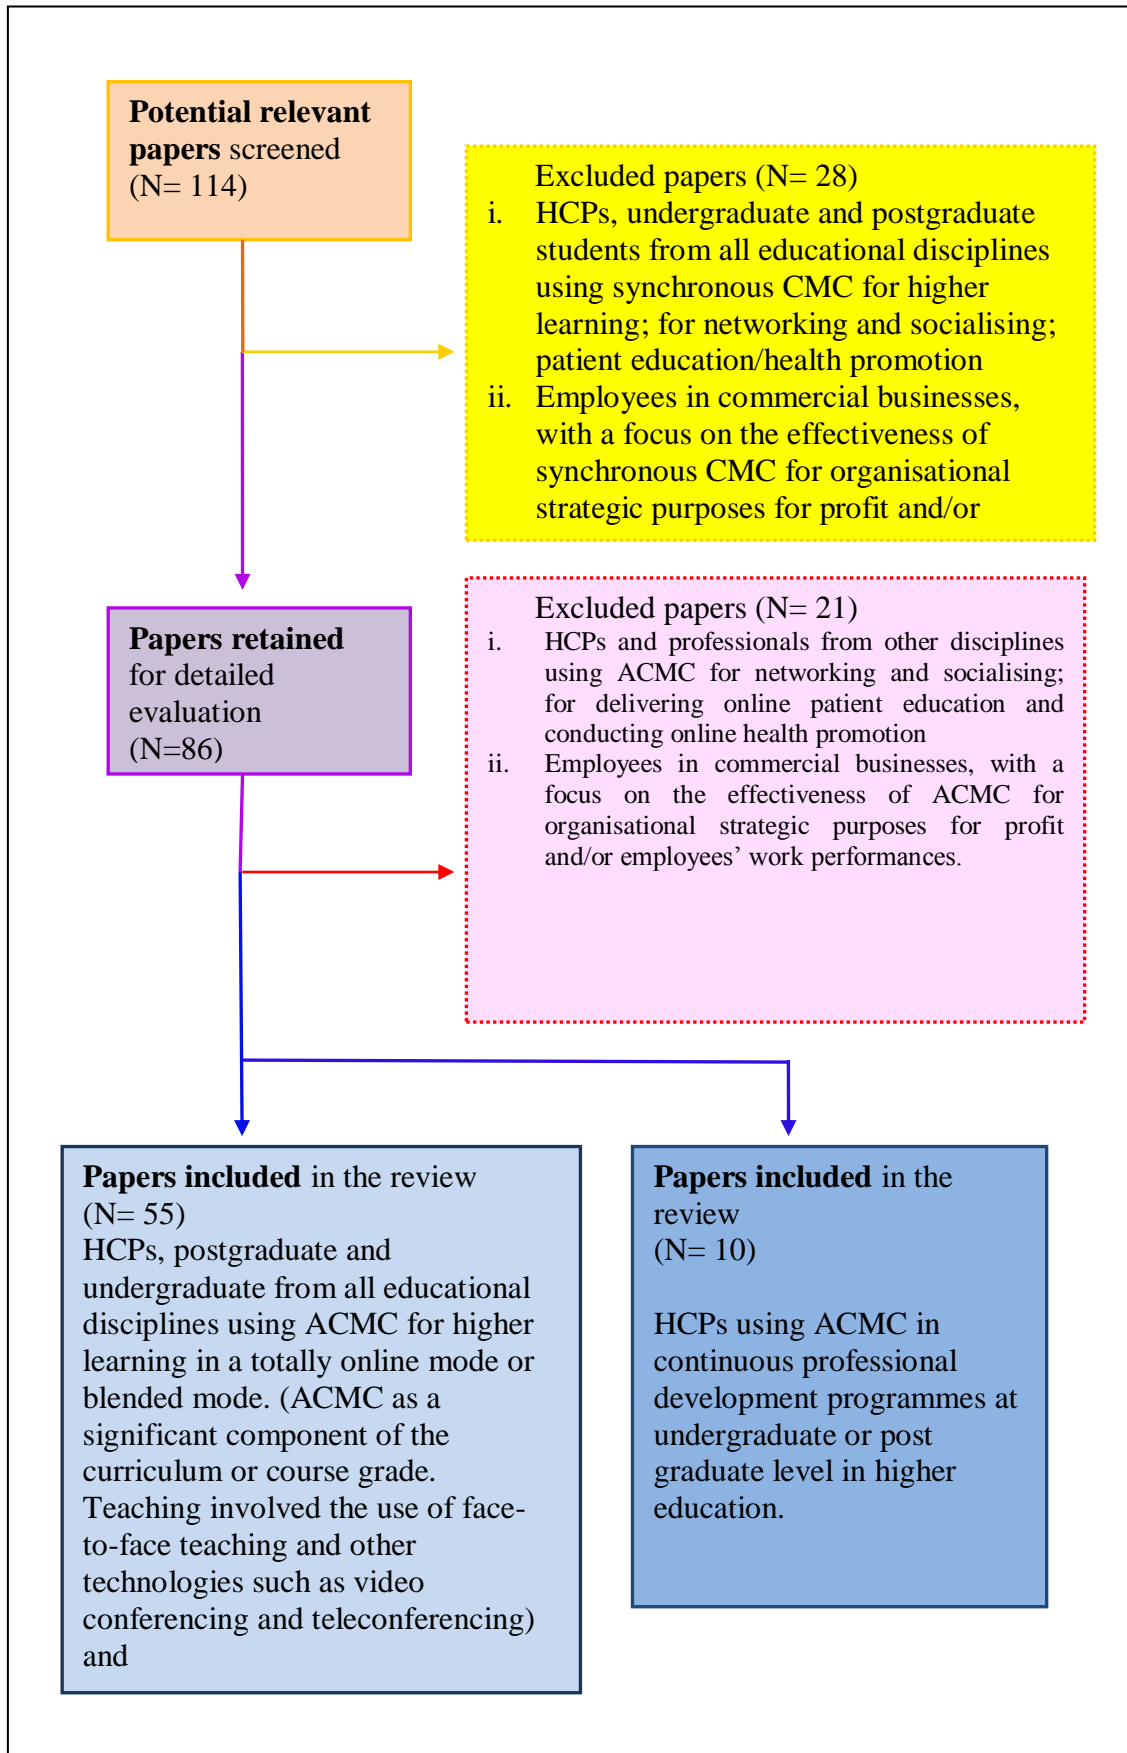 Potential relevant
papers screened
(N= 114)
Excluded papers (N= 28)
i. HCPs, undergraduate and postgraduate
students from all educational disciplines
using synchronous CMC for higher
learning; for networking and socialising;
patient education/health promotion
ii. Employees in commercial businesses,
with a focus on the effectiveness of
synchronous CMC for organisational
strategic purposes for profit and/or
Papers retained
for detailed
evaluation
(N=86)
Excluded papers (N= 21)
i. HCPs and professionals from other disciplines
using ACMC for networking and socialising;
for delivering online patient education and
conducting online health promotion
ii. Employees in commercial businesses, with a
focus on the effectiveness of ACMC for
organisational strategic purposes for profit
and/or employees’ work performances.
Papers included in the review
(N= 55)
HCPs, postgraduate and
undergraduate from all educational
disciplines using ACMC for higher
learning in a totally online mode or
blended mode. (ACMC as a
significant component of the
curriculum or course grade.
Teaching involved the use of face-
to-face teaching and other
technologies such as video
conferencing and teleconferencing)
and
Papers included in the
review
(N= 10)
HCPs using ACMC in
continuous professional
development programmes at
undergraduate or post
graduate level in higher
education.